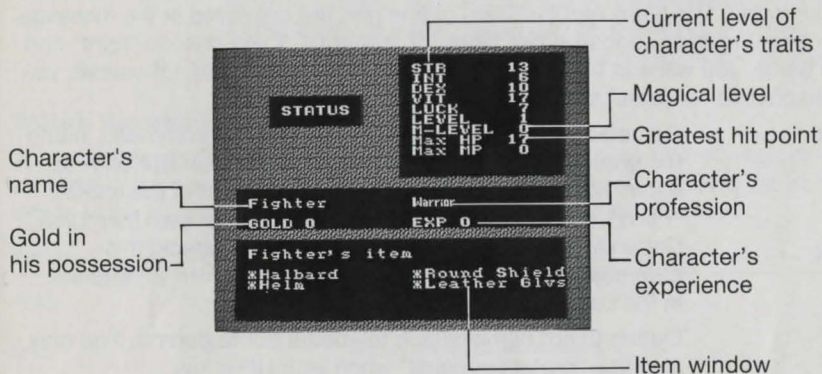 Current level of
character's traits
STATUS
STR 13
INT 6
DEX 10
VIT 17
LUCK 7
LEVEL 1
M-LEVEL 0
Max HP 17
Max MP 0
Magical level
Greatest hit point
Character's
name
Fighter
Warrior
Character's
profession
Gold in
his possession
GOLD 0
EXP 0
Character's
experience
Fighter's item
*Halbard
*Round Shield
*Helm
*Leather Glvs
Item window